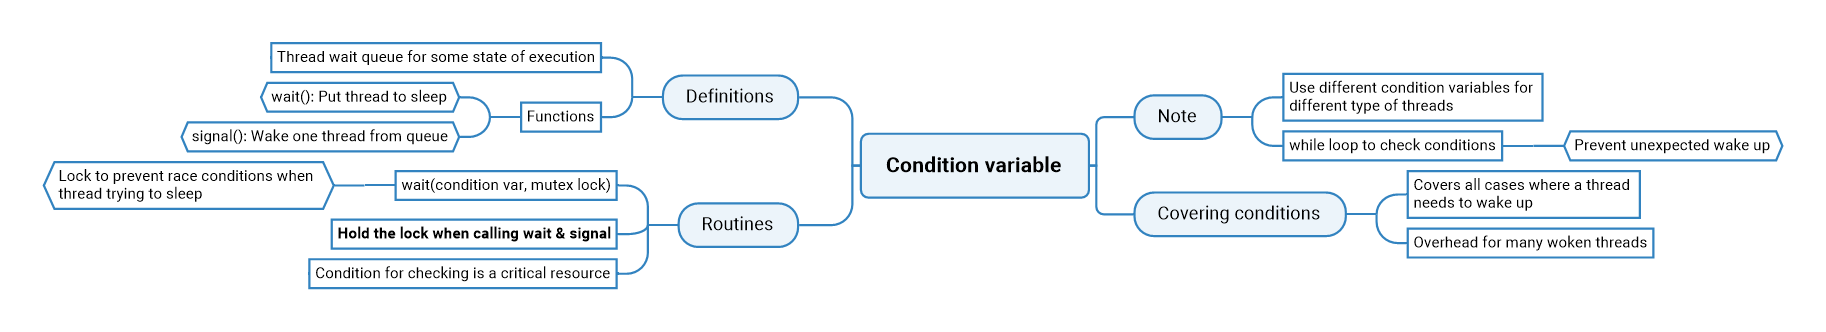 Condition variable
Definitions
Thread wait queue for some state of execution
Functions
wait(): Put thread to sleep
signal(): Wake one thread from queue
Routines
wait(condition var, mutex lock)
Lock to prevent race conditions when
thread trying to sleep
Hold the lock when calling wait & signal
Condition for checking is a critical resource
Note
Use different condition variables for
different type of threads
while loop to check conditions
Prevent unexpected wake up
Covering conditions
Covers all cases where a thread
needs to wake up
Overhead for many woken threads